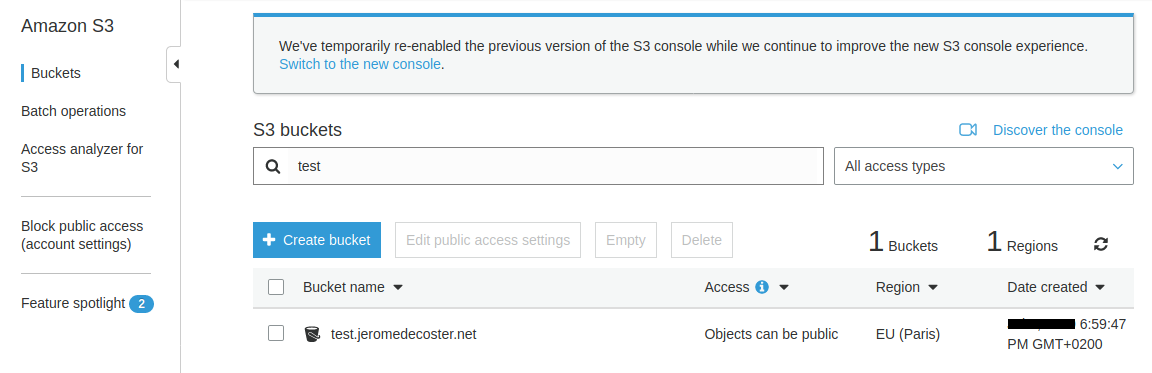 Amazon S3
Buckets
Batch operations
Access analyzer for
S3
Block public access
(account settings)
Feature spotlight 2
We've temporarily re-enabled the previous version of the S3 console while we continue to improve the new S3 console experience.
Switch to the new console.
S3 buckets
Discover the console
test
All access types
+ Create bucket
Edit public access settings
Empty
Delete
1 Buckets
1 Regions
Bucket name
Access
Region
Date created
test.jeromedecoster.net
Objects can be public
EU (Paris)
6:59:47
PM GMT+0200